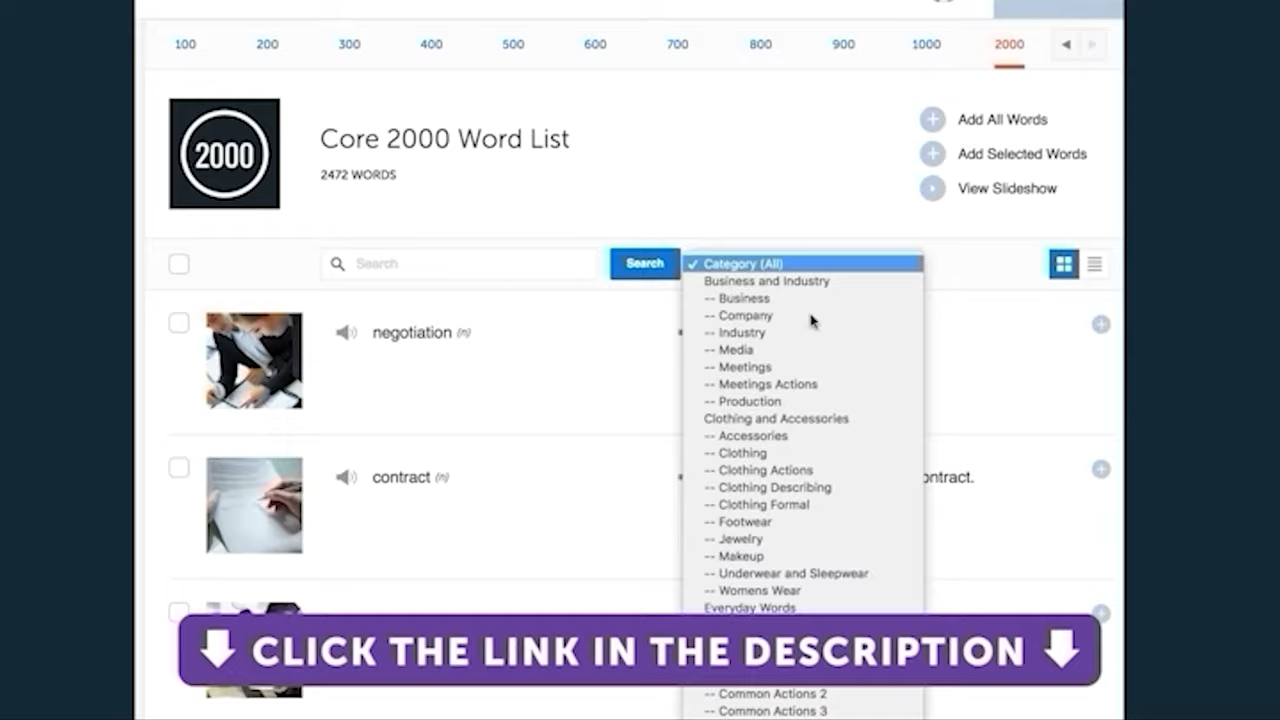 100 200 300 400 500 600 700 800 900 1000 2000
2000
Core 2000 Word List
2472 WORDS
Add All Words
Add Selected Words
View Slideshow
Search
Search
Category (All)
Business and Industry
-- Business
-- Company
-- Industry
-- Media
-- Meetings
-- Meetings Actions
-- Production
Clothing and Accessories
-- Accessories
-- Clothing
-- Clothing Actions
-- Clothing Describing
-- Clothing Formal
-- Footwear
-- Jewelry
-- Makeup
-- Underwear and Sleepwear
-- Womens Wear
Everyday Words
negotiation (n)
contract (n)
ontract.
CLICK THE LINK IN THE DESCRIPTION
-- Common Actions 2
-- Common Actions 3